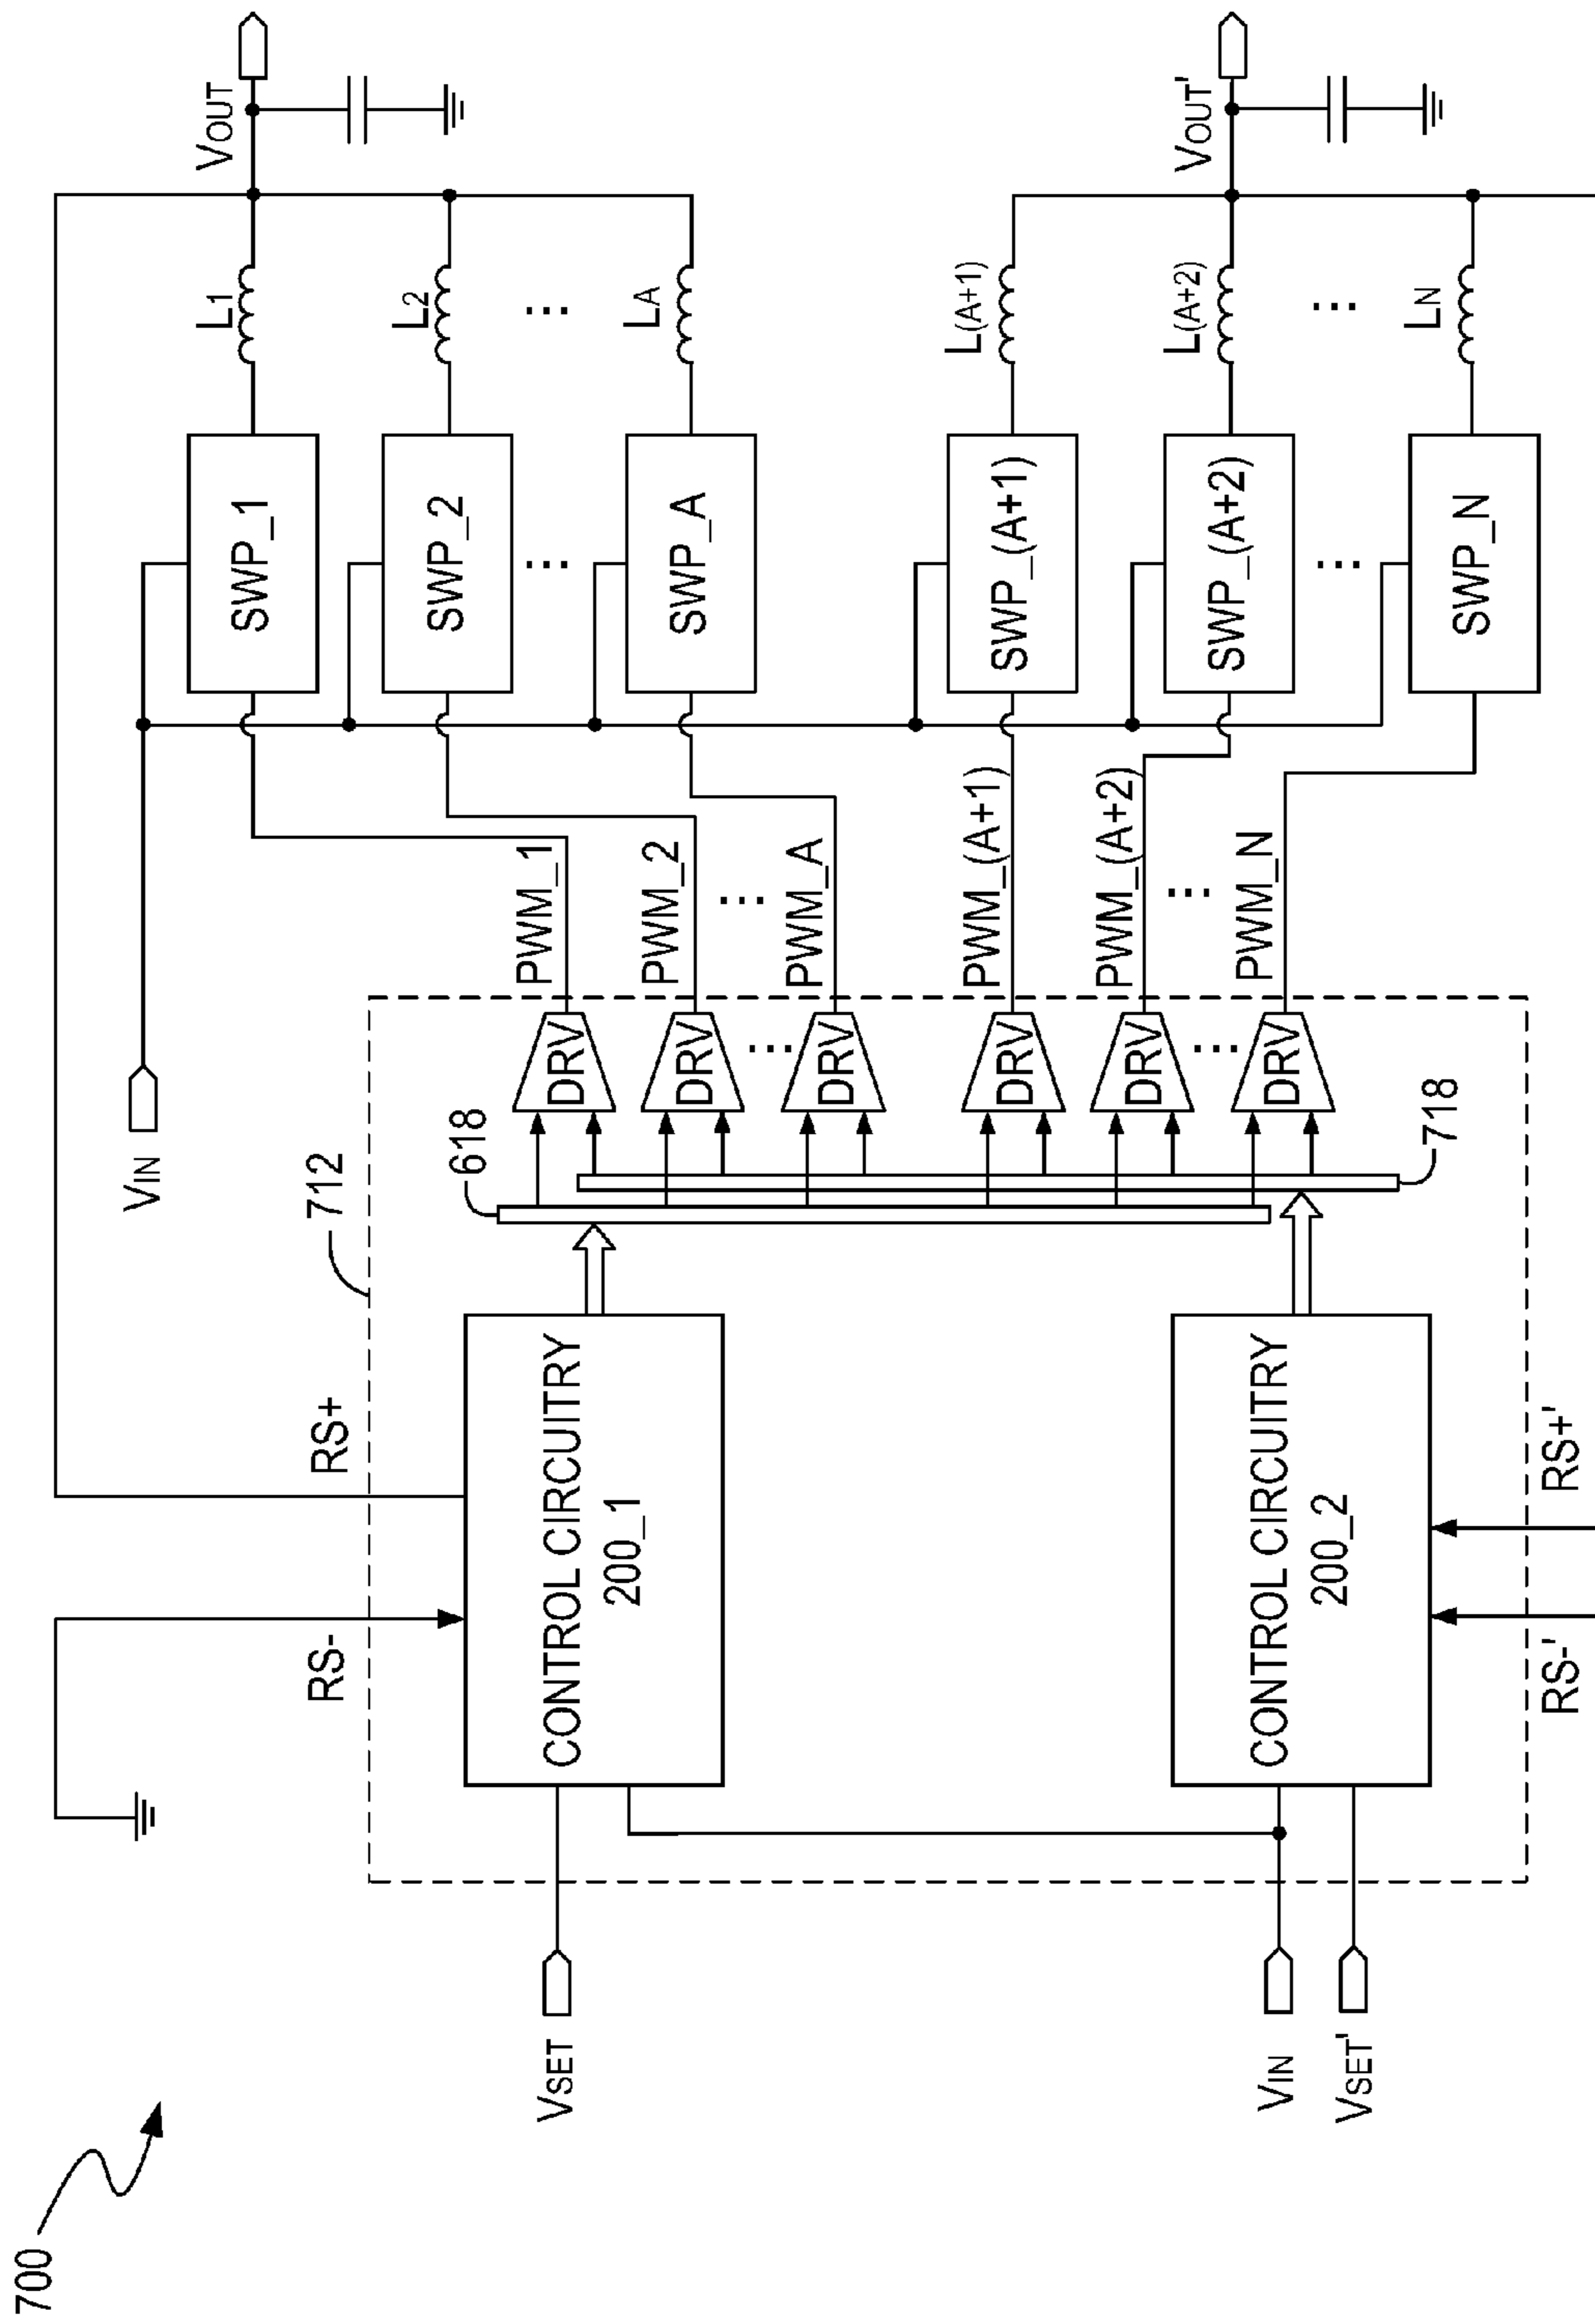 700
VIN
712
618
VOUT
L1
SWP_1
L2
SWP_2
...
...
LA
SWP_A
L(A+1)
SWP_(A+1)
VOUT'
L(A+2)
SWP_(A+2)
...
...
LN
SWP_N
PWM_1
PWM_2
...
PWM_A
PWM_(A+1)
PWM_(A+2)
...
PWM_N
DRV
DRV
...
DRV
DRV
DRV
...
DRV
718
RS-
RS+
VSET
CONTROL CIRCUITRY
200_1
VIN
VSET'
CONTROL CIRCUITRY
200_2
RS-'
RS+'